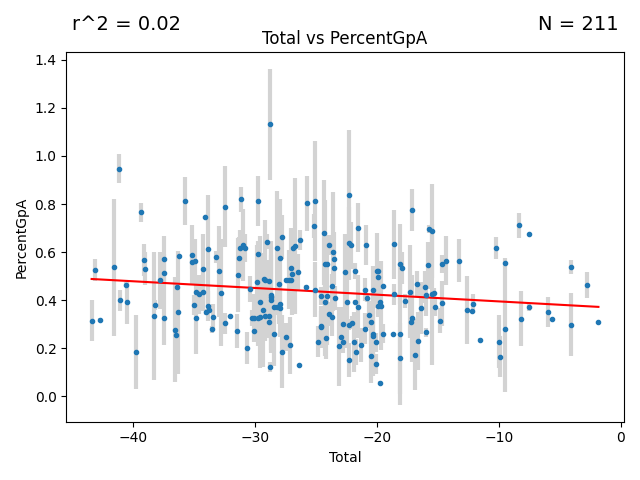 r^2 = 0.02
N = 211
Total vs PercentGpA
1.4
1.2
1.0
0.8
0.6
0.4
0.2
0.0
PercentGpA
−40
−30
−20
−10
0
Total